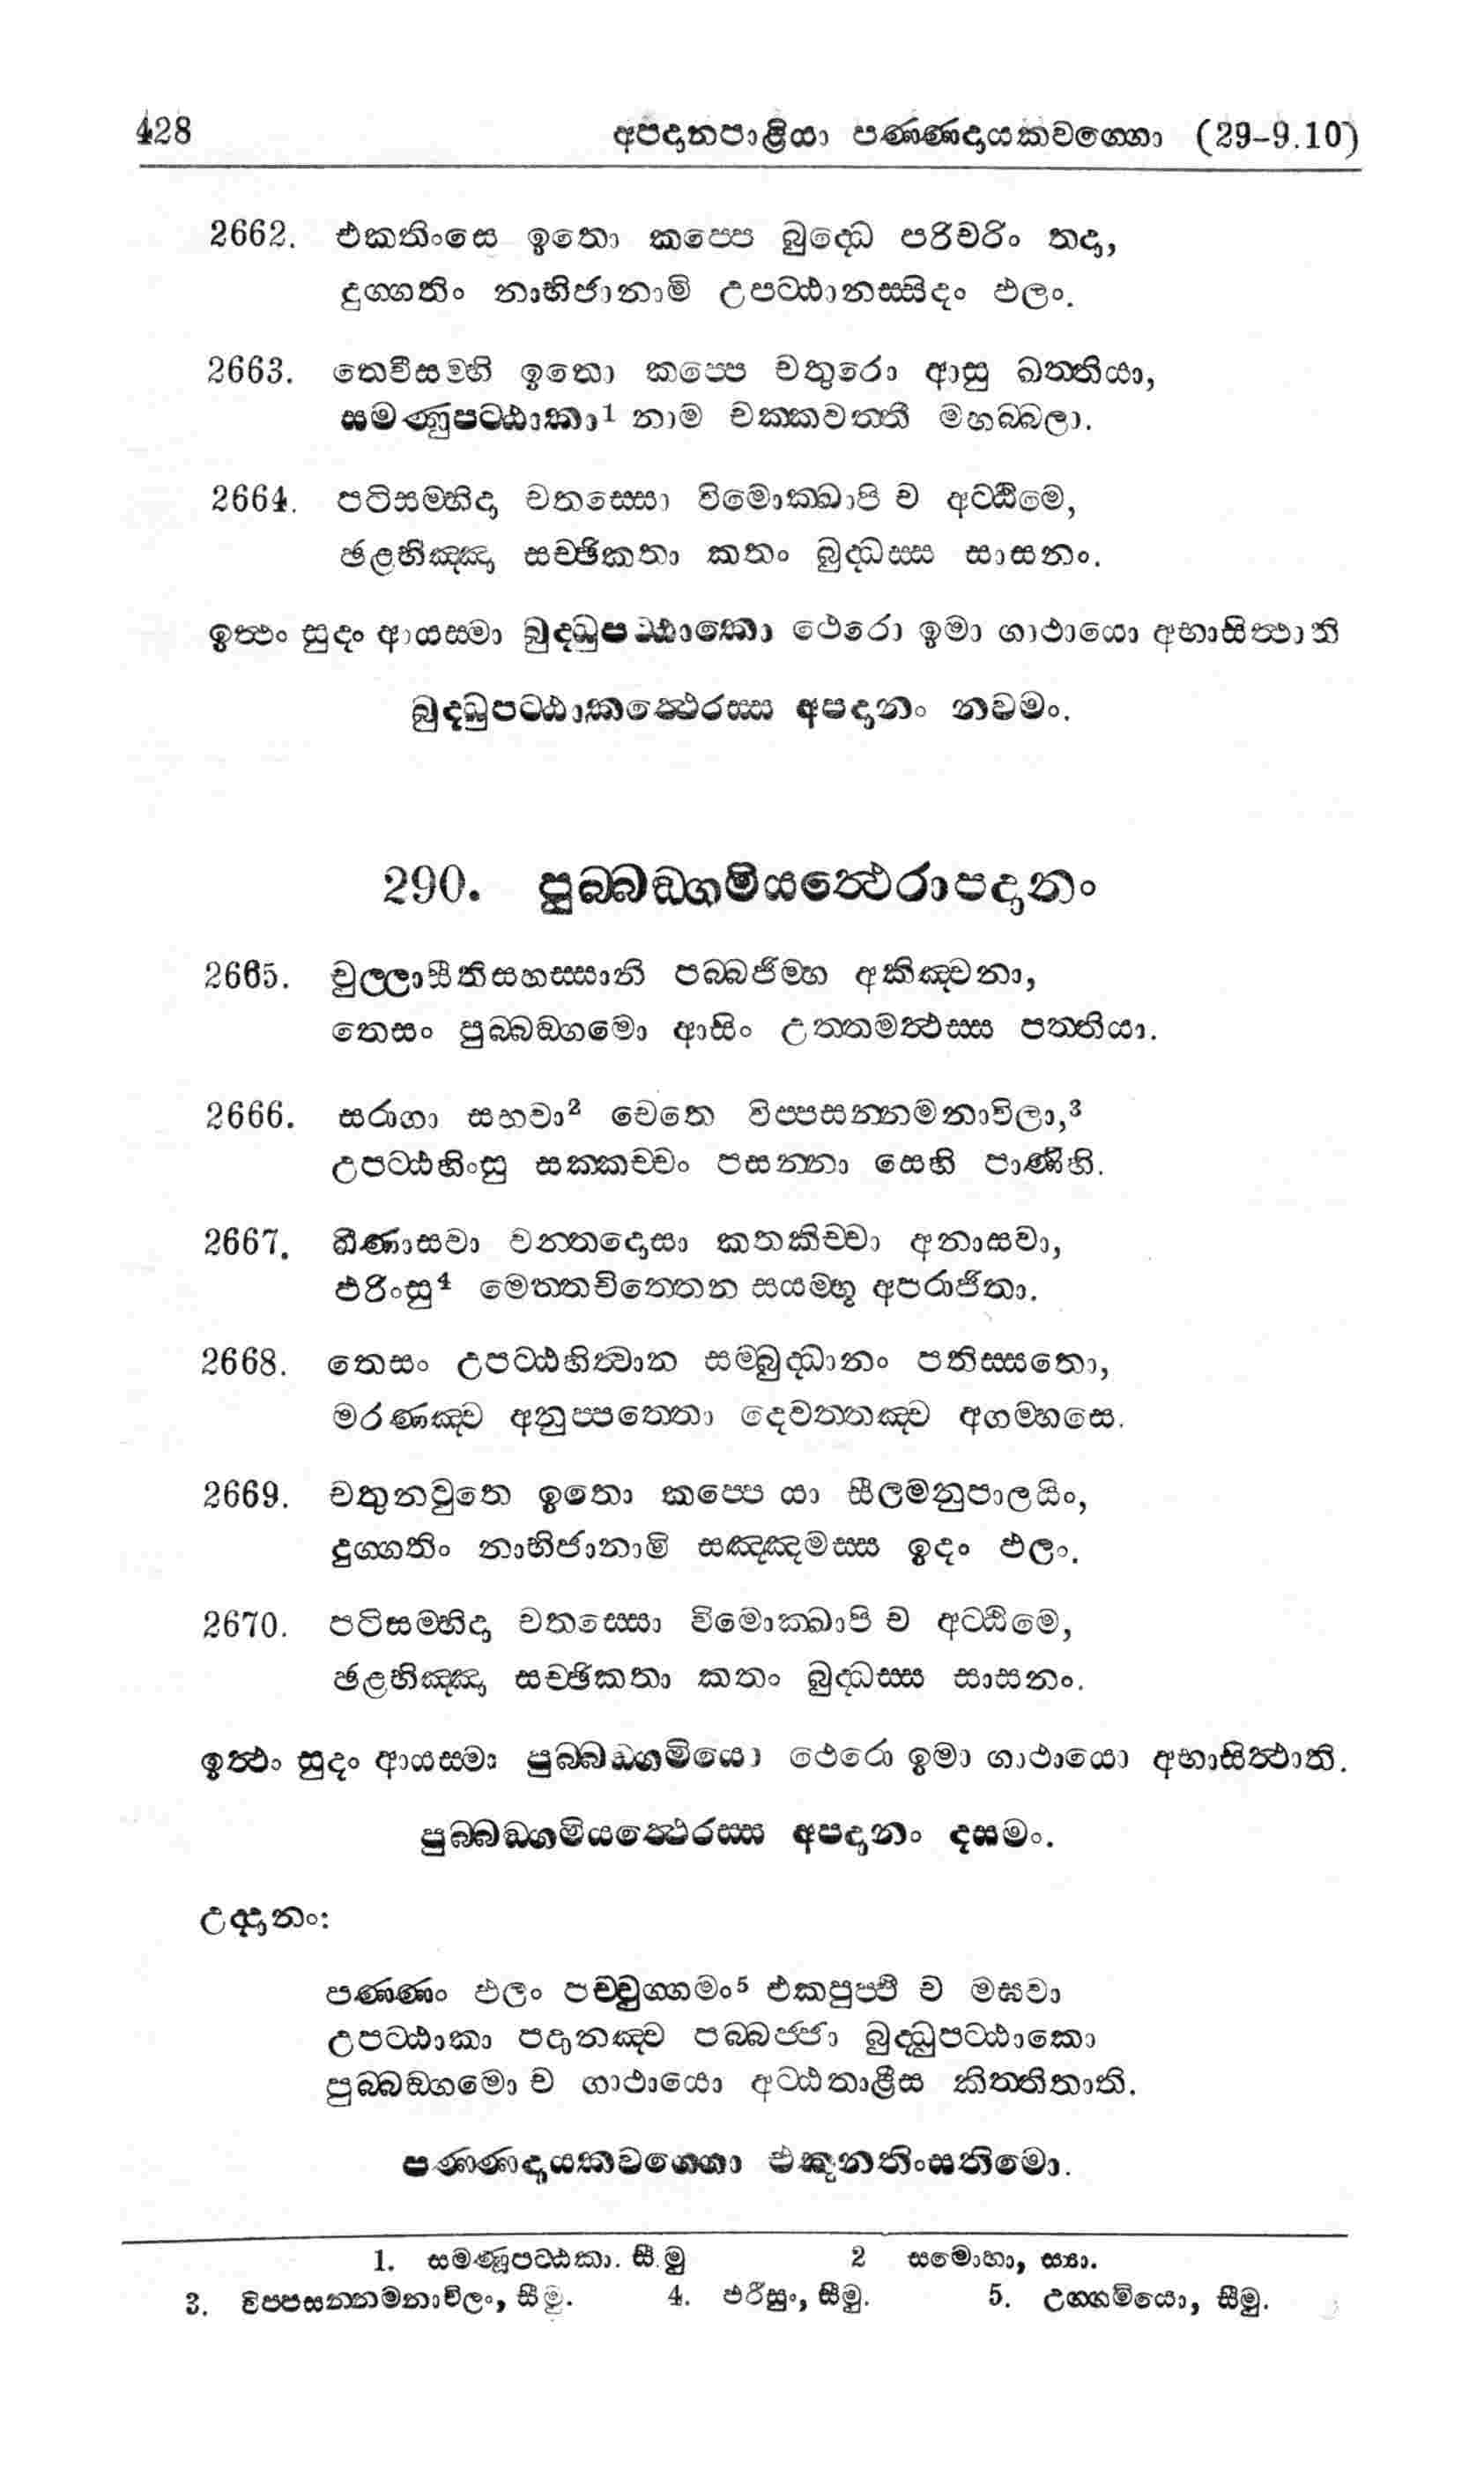 428 අපදානපාළියා පණ්ණදායකවග්ගො (29-9.10)
2662. එකතිංසෙ ඉතො කප්පෙ බුද්ධෙ පරිචරිං තදා,
දුග්ගතිං නාභිජානාමි උපට්ඨානස්සිදං ඵලං.
2663. තෙවීසම්හි ඉතො කප්පෙ චතුරො ආසු ඛත්තියා,
සමණුපට්ඨාකා¹ නාම චක්කවත්තී මහබ්බලා.
2664. පටිසම්භිදා චතස්සො විමොක්ඛාපි ච අට්ඨිමෙ,
ඡළභිඤ්ඤා සච්ඡිකතා කතං බුද්ධස්ස සාසනං.
ඉත්ථං සුදං ආයස්මා බුද්ධුපට්ඨාකො ථෙරො ඉමා ගාථායො අභාසිත්ථාති
බුද්ධුපට්ඨාකත්ථෙරස්ස අපදානං නවමං.
290. පුබ්බඞ්ගමියත්ථෙරාපදානං
2665. චුල්ලාසීතිසහස්සානි පබ්බජිම්හ අකිඤ්චනා,
තෙසං පුබ්බඞ්ගමො ආසිං උත්තමත්ථස්ස පත්තියා.
2666. සරාගා සභවා² චෙතෙ විප්පසන්නමනාවිලා,³
උපට්ඨහිංසු සක්කච්චං පසන්නා සෙහි පාණිහි.
2667. ඛීණාසවා වන්තදොසා කතකිච්චා අනාසවා,
ඵරිංසු⁴ මෙත්තචිත්තෙන සයම්භූ අපරාජිතා.
2668. තෙසං උපට්ඨහිත්වාන සම්බුද්ධානං පතිස්සතො,
මරණඤ්ච අනුප්පත්තො දෙවත්තඤ්ච අගම්හසෙ.
2669. චතුනවුතෙ ඉතො කප්පෙ යා සීලමනුපාලයිං,
දුග්ගතිං නාභිජානාමි සඤ්ඤමස්ස ඉදං ඵලං.
2670. පටිසම්භිදා චතස්සො විමොක්ඛාපි ච අට්ඨිමෙ,
ඡළභිඤ්ඤා සච්ඡිකතා කතං බුද්ධස්ස සාසනං.
ඉත්ථං සුදං ආයස්මා පුබ්බඞ්ගමියො ථෙරො ඉමා ගාථායො අභාසිත්ථාති.
පුබ්බඞ්ගමියත්ථෙරස්ස අපදානං දසමං.
උද්දානං:
පණ්ණං ඵලං පච්චුග්ගමං⁵ එකපුප්ඵී ච මඝවා
උපට්ඨාකා පදානඤ්ච පබ්බජ්ජා බුද්ධුපට්ඨාකො
පුබ්බඞ්ගමො ච ගාථායො අට්ඨතාළීස කිත්තිතාති.
පණ්ණදායකවග්ගො එකූනතිංසතිමො.
1. සමණූපට්ඨකා. සී.මු 2 සමොහා, ස්‍යා.
3. විප්පසන්නමනාවිලං, සීමු. 4. ඵරීසුං, සීමු. 5. උග්ගමියො, සීමු.